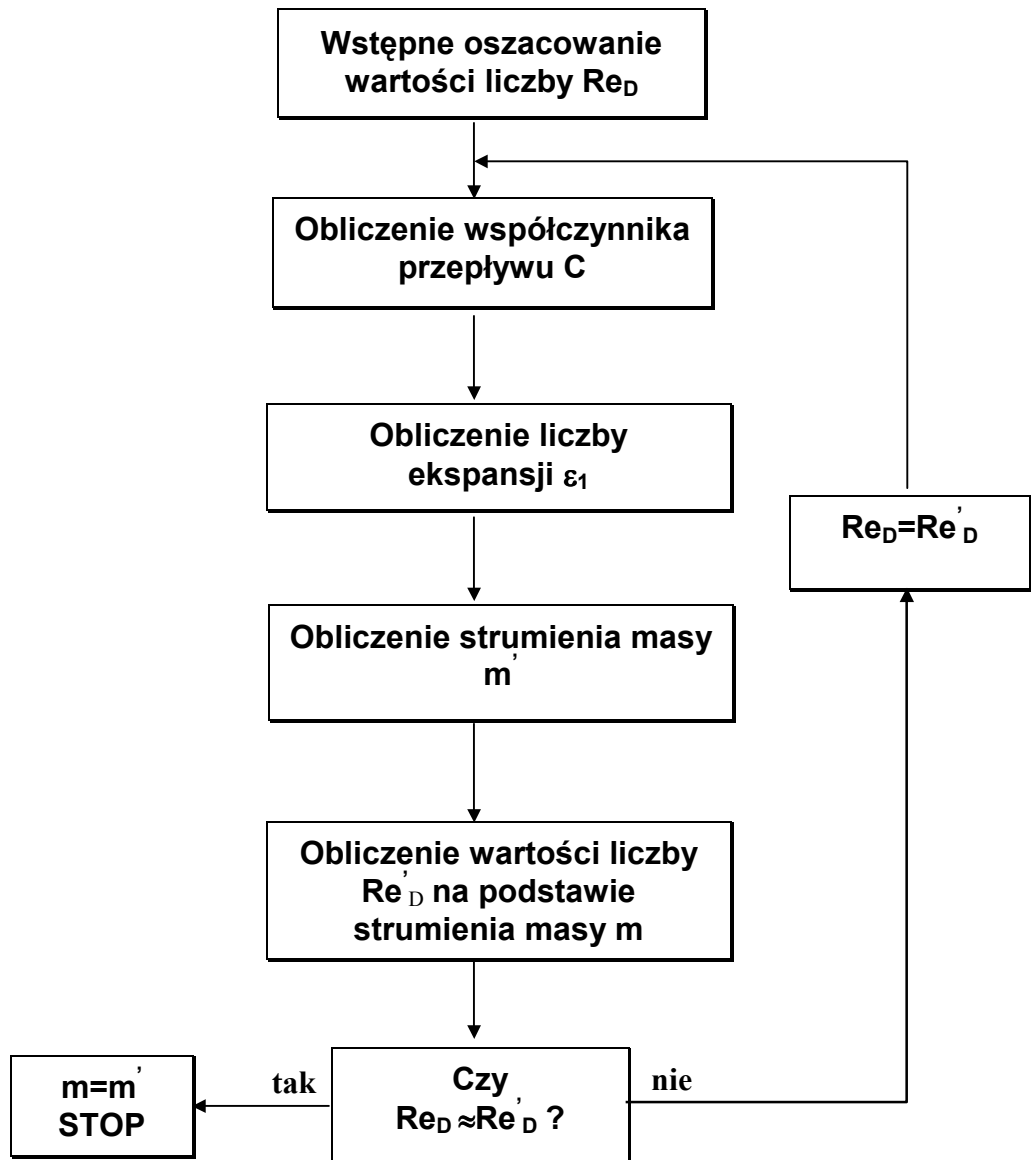 Wstępne oszacowanie
wartości liczby Re_D
Obliczenie współczynnika
przepływu C
Obliczenie liczby
ekspansji ε₁
Re_D=Re'_D
Obliczenie strumienia masy
m'
Obliczenie wartości liczby
Re'_D na podstawie
strumienia masy m
m=m'
STOP
tak
Czy
Re_D≈Re'_D ?
nie